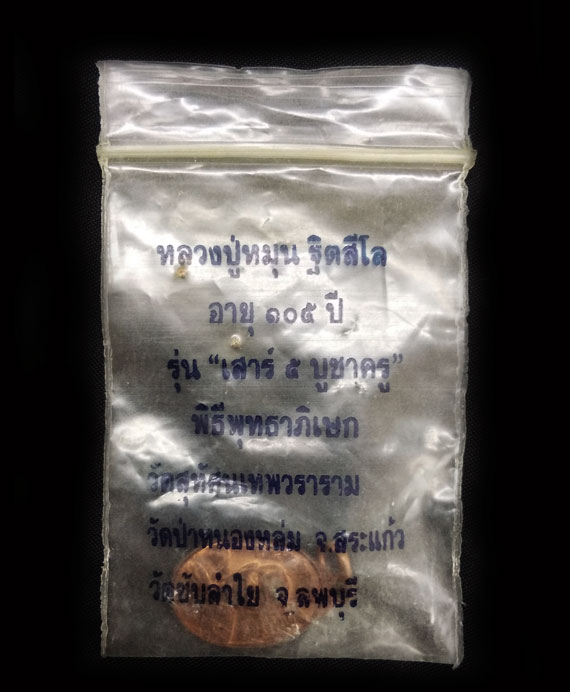 หลวงปู่หมุน ฐิตสีโล
อายุ ๑๐๕ ปี
รุ่น “เสาร์ ๕ บูชาครู”
พิธีพุทธาภิเษก
วัดสุทัศนเทพวราราม
วัดป่าหนองหล่ม จ.สระแก้ว
วัดซับลำใย จ.ลพบุรี